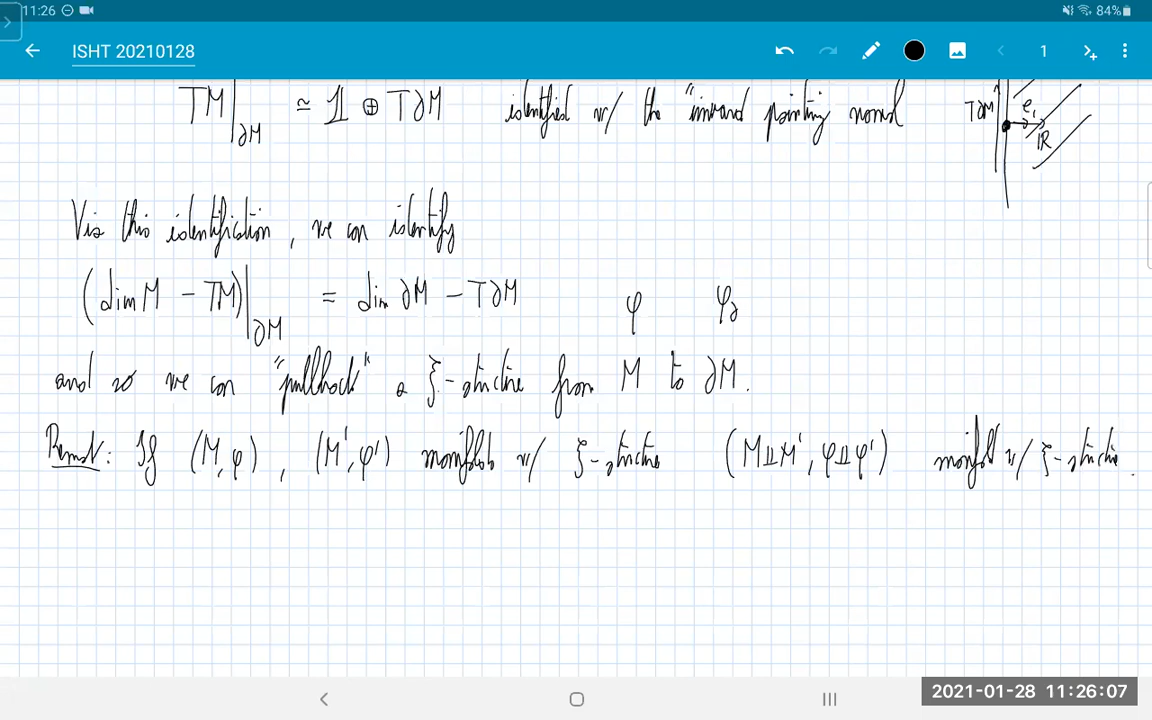 11:26 84%
ISHT 20210128
1
TM|∂M ≃ 𝟙 ⊕ T∂M identified w/ the "inward pointing normal
T∂M e₁ ℝ
Via this identification, we can identify
(dim M - TM)|∂M = dim ∂M - T∂M φ φ∂
and so we can "pullback" a ξ-structure from M to ∂M.
Remark: If (M,φ), (M',φ') manifolds w/ ξ-structure (M⊔M', φ⊔φ') manifold w/ ξ-structure.
2021-01-28 11:26:07